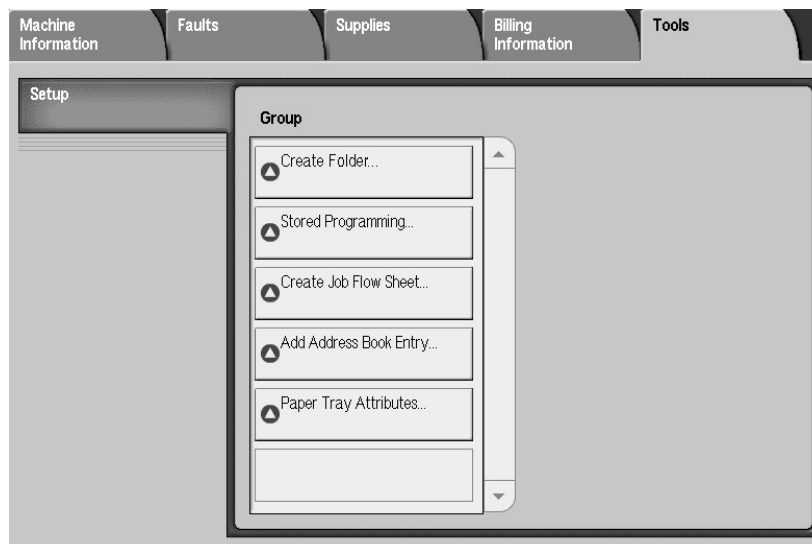 Machine
Information
Faults
Supplies
Billing
Information
Tools
Setup
Group
Create Folder...
Stored Programming...
Create Job Flow Sheet...
Add Address Book Entry...
Paper Tray Attributes...